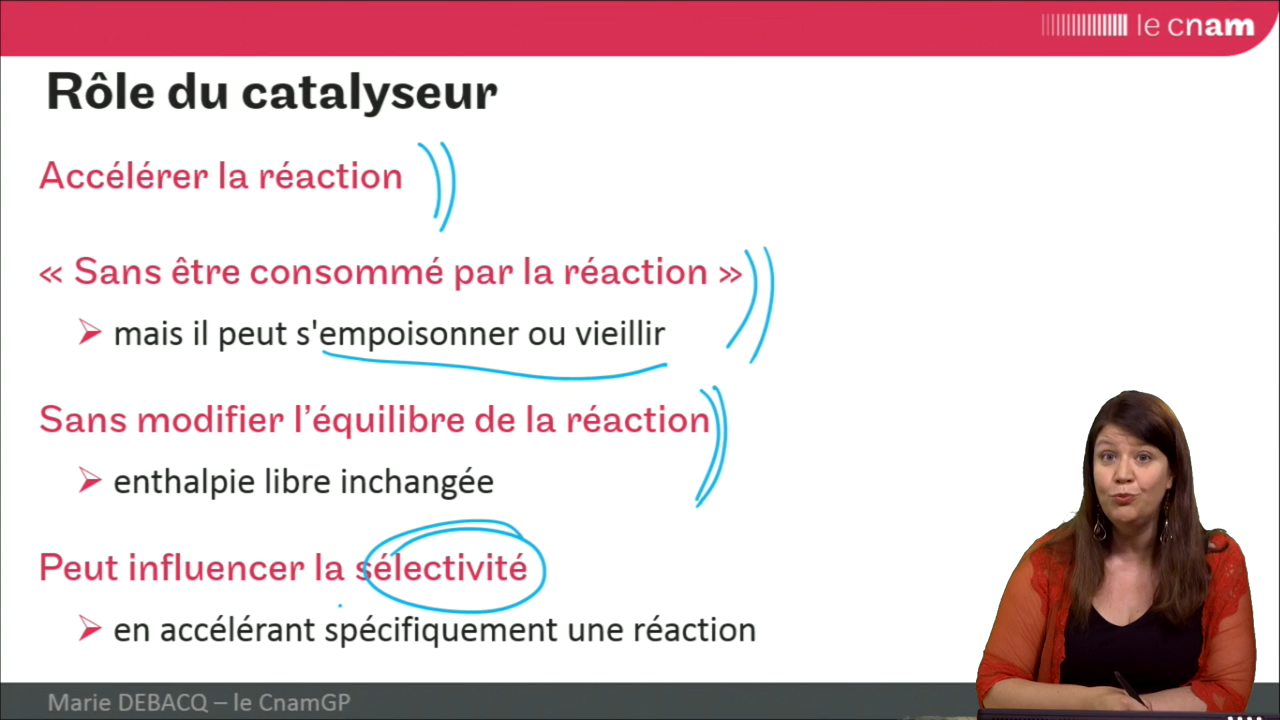 le cnam
Rôle du catalyseur
Accélérer la réaction
« Sans être consommé par la réaction »
mais il peut s'empoisonner ou vieillir
Sans modifier l’équilibre de la réaction
enthalpie libre inchangée
Peut influencer la sélectivité
en accélérant spécifiquement une réaction
Marie DEBACQ – le CnamGP